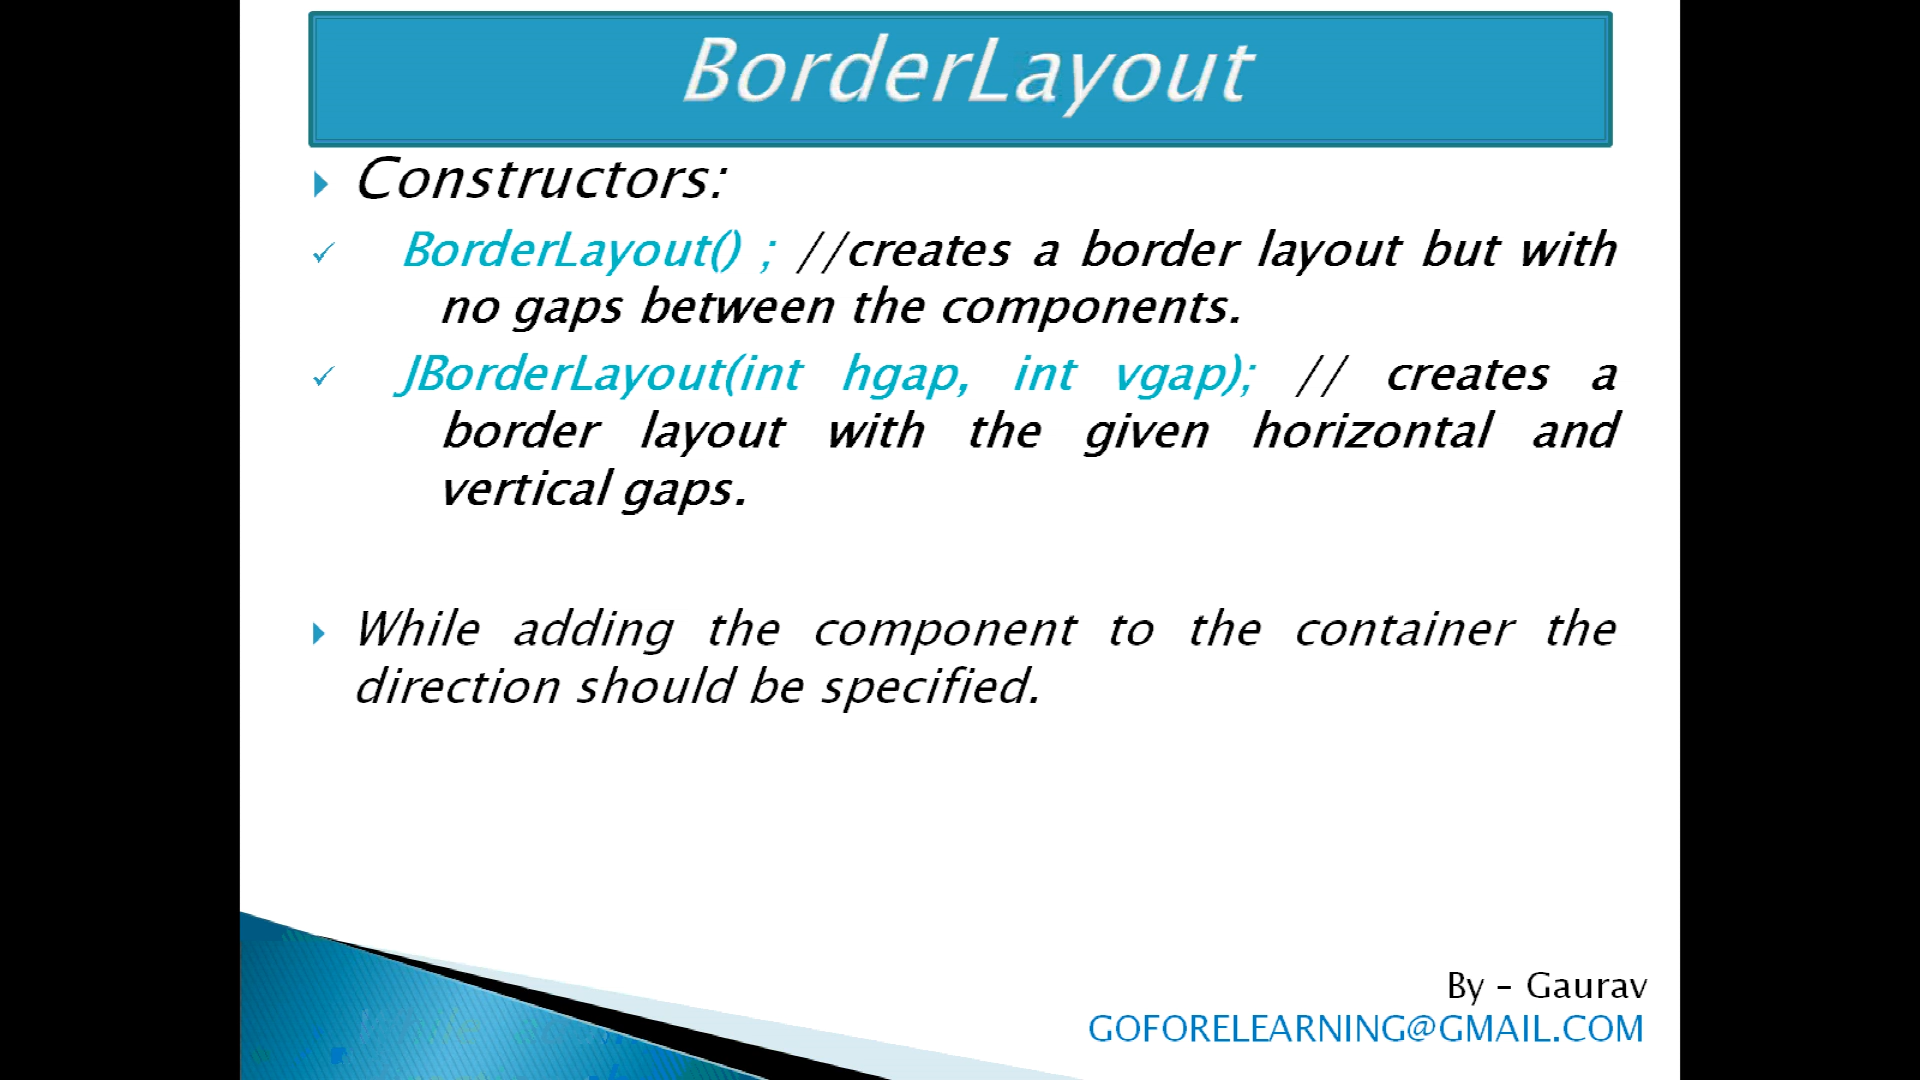 BorderLayout
Constructors:
BorderLayout() ; //creates a border layout but with
no gaps between the components.
JBorderLayout(int hgap, int vgap); // creates a
border layout with the given horizontal and
vertical gaps.
While adding the component to the container the
direction should be specified.
By – Gaurav
GOFORELEARNING@GMAIL.COM